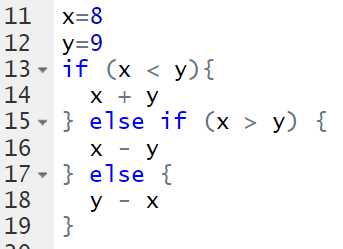 11 x=8
12 y=9
13 if (x < y){
14   x + y
15 } else if (x > y) {
16   x - y
17 } else {
18   y - x
19 }